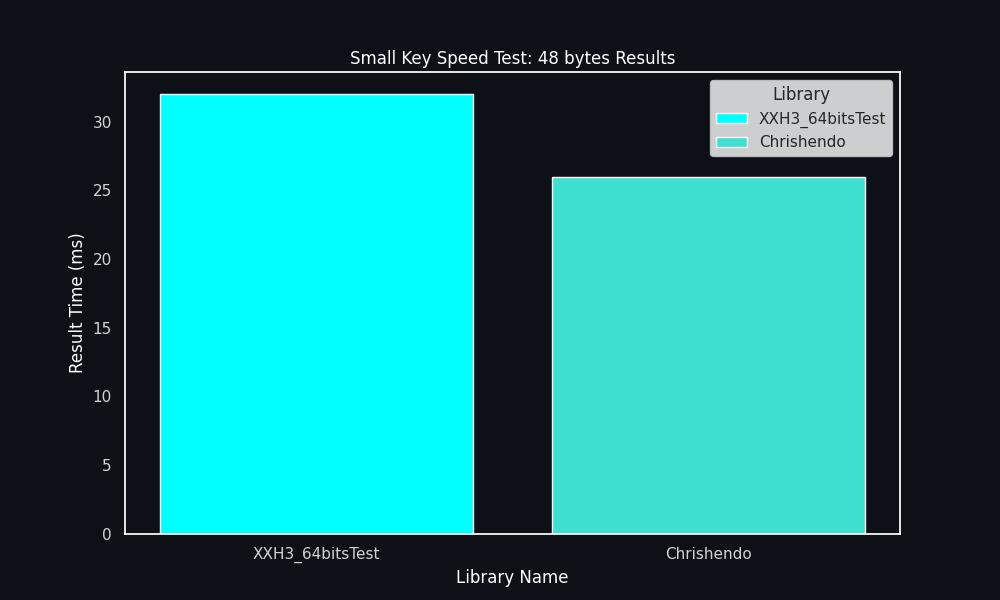 Small Key Speed Test: 48 bytes Results
Library
XXH3_64bitsTest
Chrishendo
Result Time (ms)
30
25
20
15
10
5
0
XXH3_64bitsTest
Chrishendo
Library Name